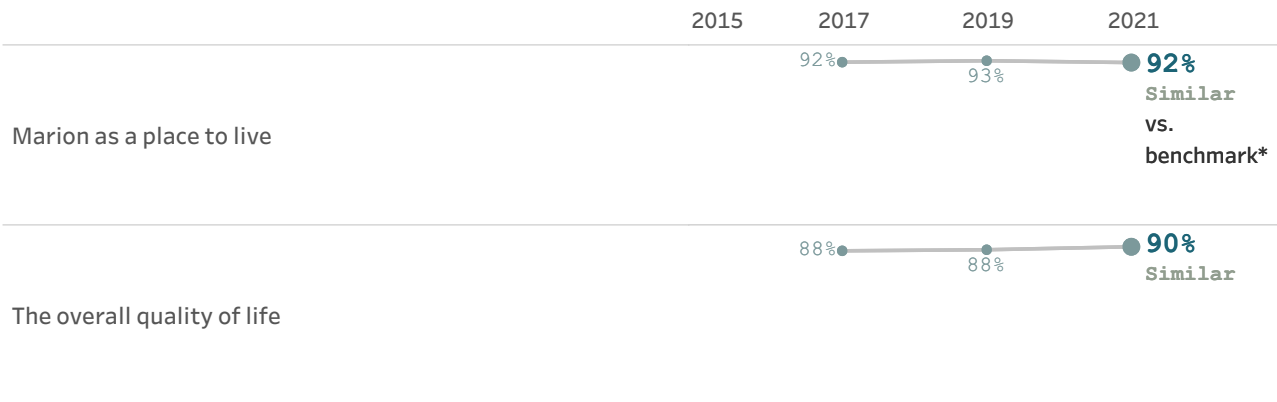 2015 2017 2019 2021
92% 93% 92%
Similar
vs.
benchmark*
Marion as a place to live
88% 88% 90%
Similar
The overall quality of life